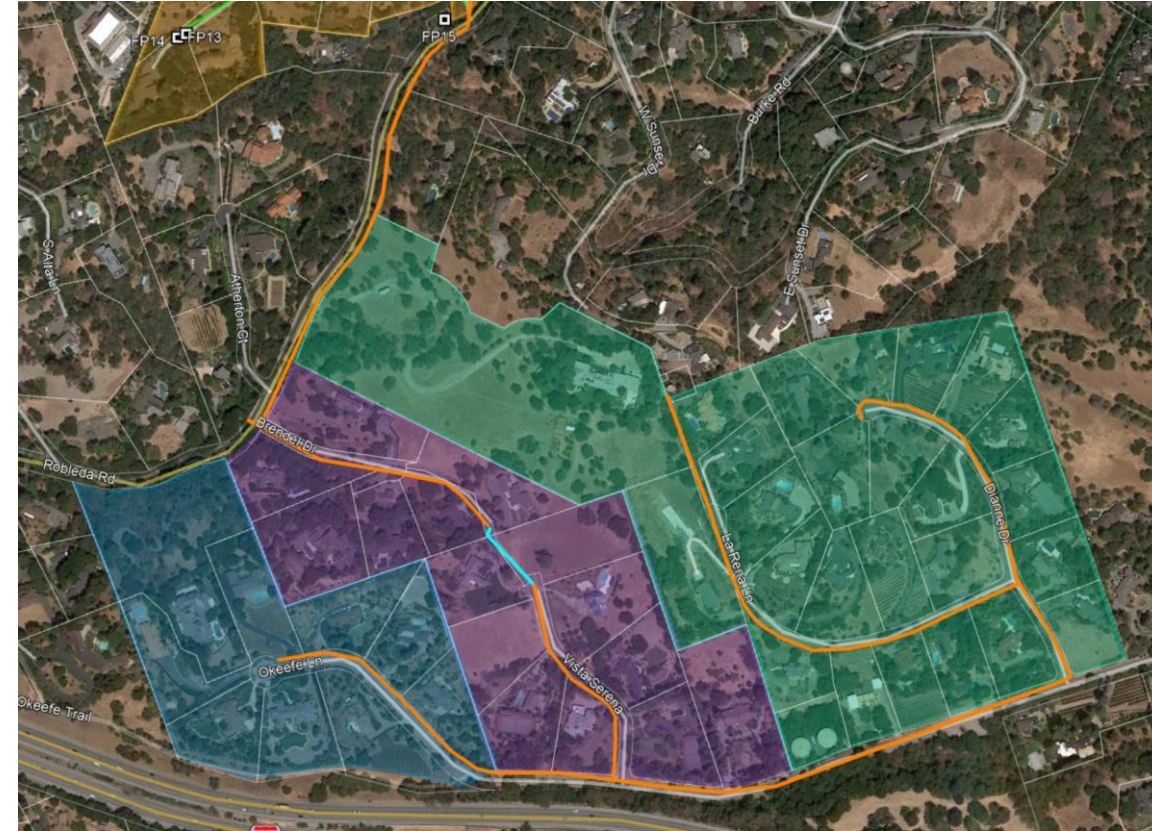 FP14
FP13
FP15
W Sunset Dr
Burke Rd
S Alta Ln
Atherton Ct
E Sunset Dr
Brendel Dr
Robleda Rd
Dianne Dr
La Rena Ln
Okeefe Ln
Vista Serena
Okeefe Trail